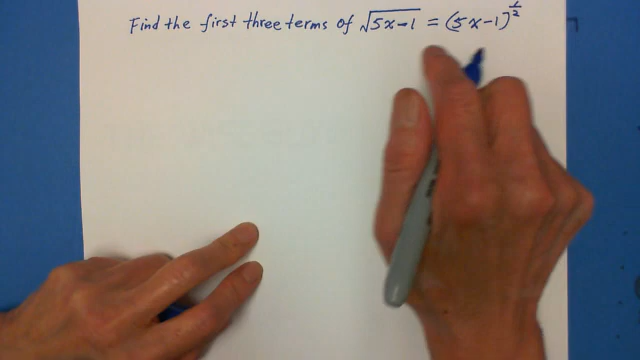 Find the first three terms of √5x-1 = (5x-1)^1/2